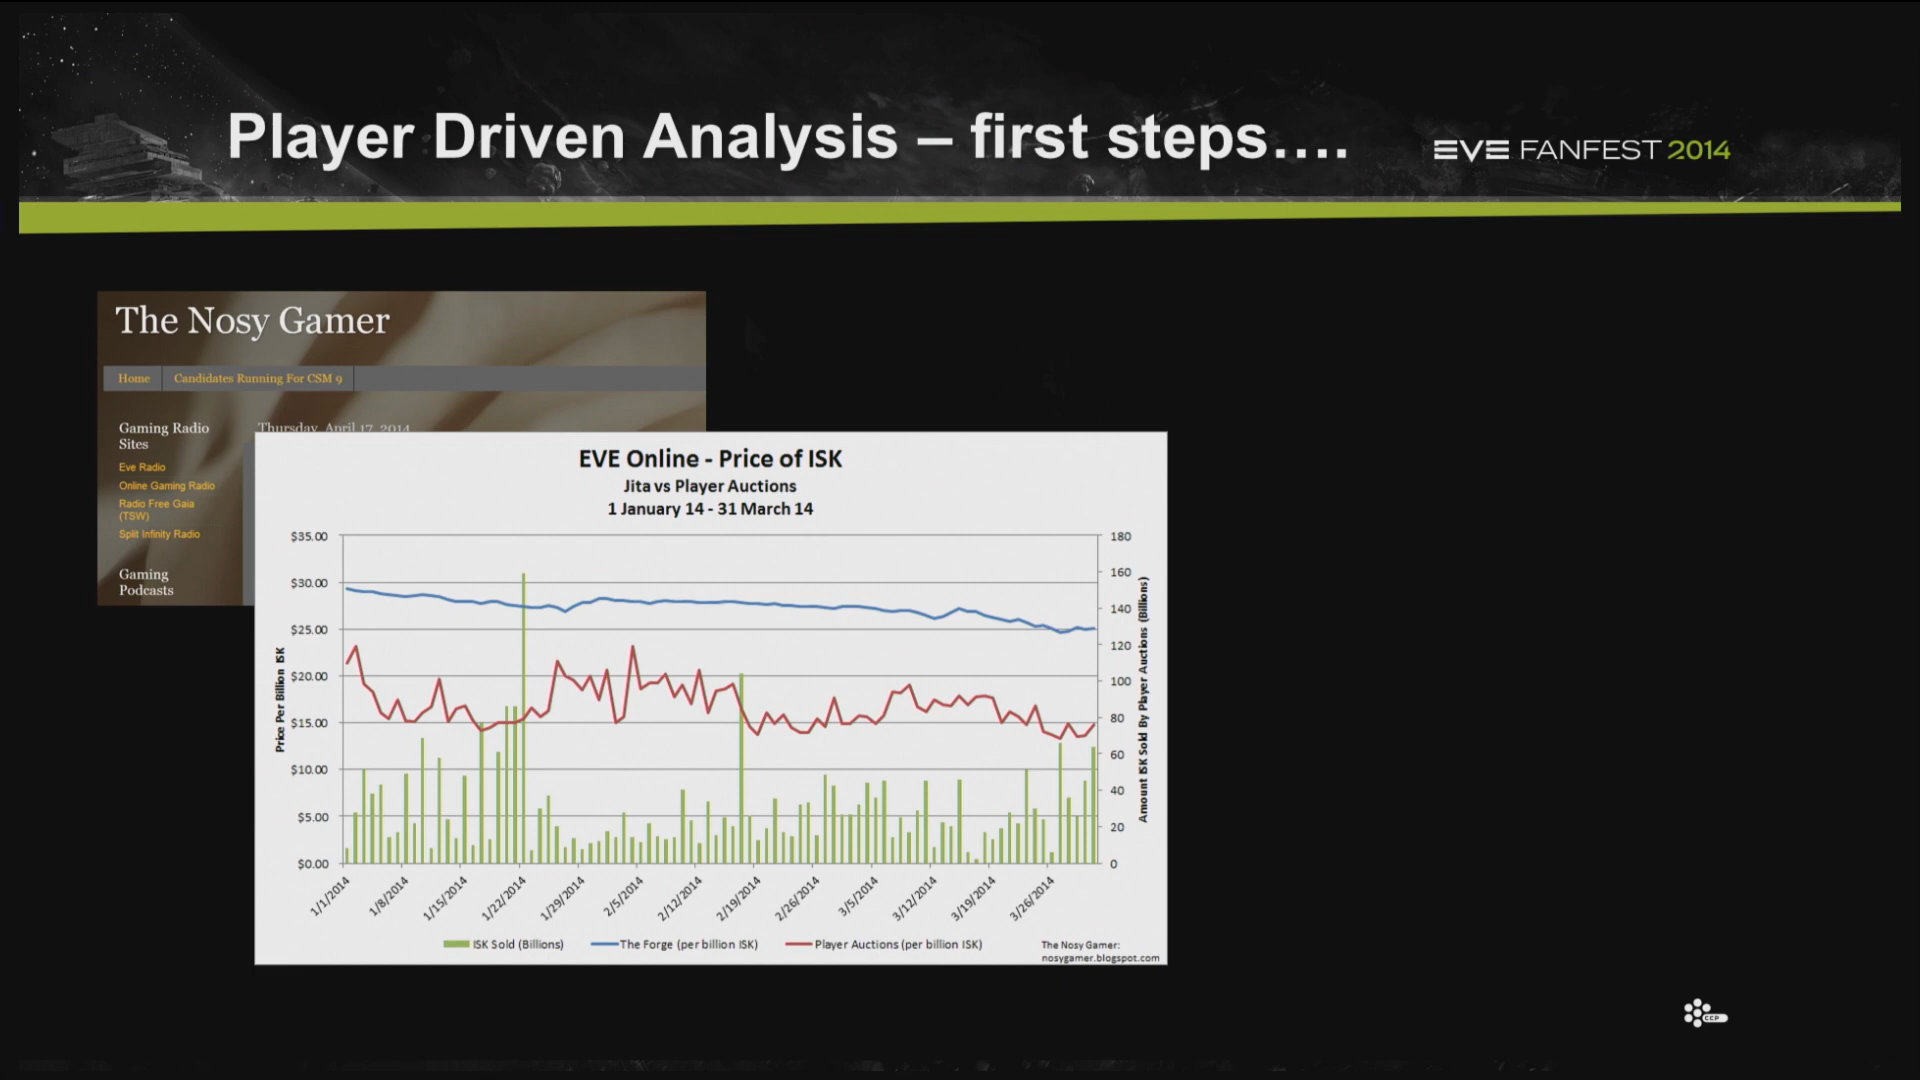 Player Driven Analysis – first steps....
EVE FANFEST 2014
The Nosy Gamer
Home
Candidates Running For CSM 9
Gaming Radio
Sites
Eve Radio
Online Gaming Radio
Radio Free Gaia
(TSW)
Split Infinity Radio
Gaming
Podcasts
Thursday, April 17, 2014
EVE Online - Price of ISK
Jita vs Player Auctions
1 January 14 - 31 March 14
Price Per Billion ISK
$35.00
$30.00
$25.00
$20.00
$15.00
$10.00
$5.00
$0.00
180
160
140
120
100
80
60
40
20
0
Amount ISK Sold By Player Auctions (Billions)
1/1/2014
1/8/2014
1/15/2014
1/22/2014
1/29/2014
2/5/2014
2/12/2014
2/19/2014
2/26/2014
3/5/2014
3/12/2014
3/19/2014
3/26/2014
ISK Sold (Billions)
The Forge (per billion ISK)
Player Auctions (per billion ISK)
The Nosy Gamer:
nosygamer.blogspot.com
CCP